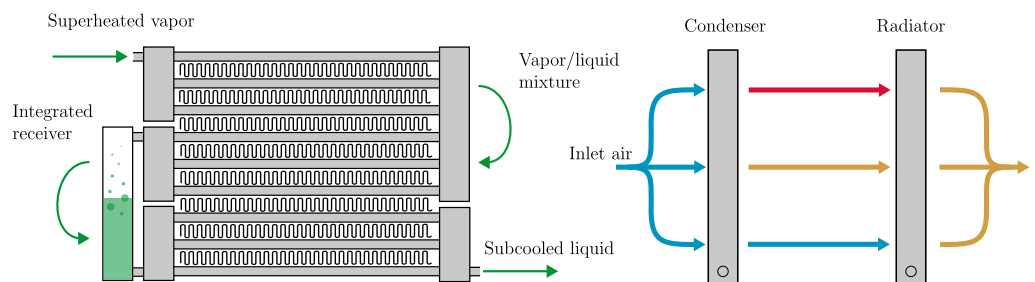 Superheated vapor
Integrated
receiver
Vapor/liquid
mixture
Subcooled liquid
Condenser
Radiator
Inlet air